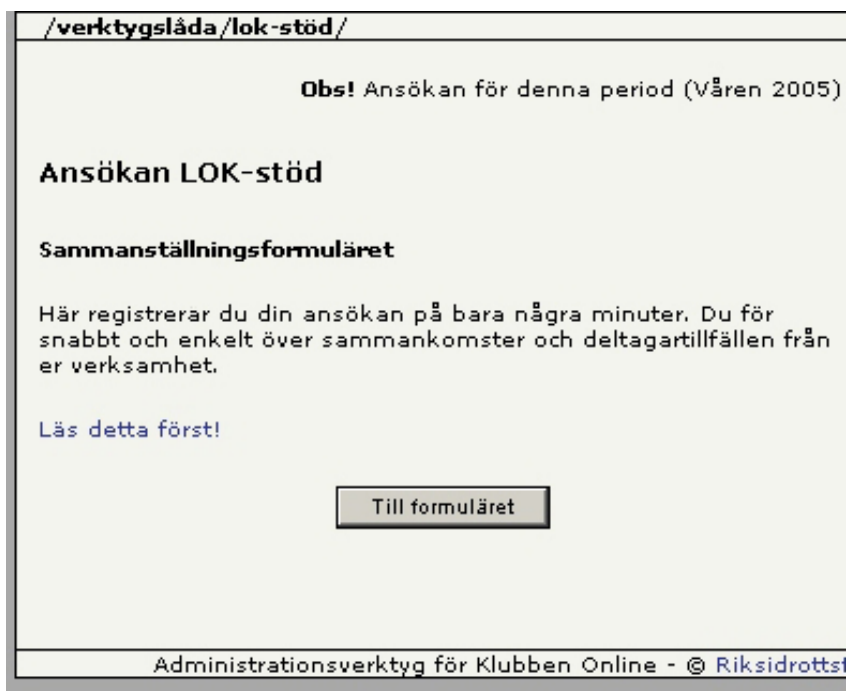 /verktygslåda/lok-stöd/
Obs! Ansökan för denna period (Våren 2005)
Ansökan LOK-stöd
Sammanställningsformuläret
Här registrerar du din ansökan på bara några minuter. Du för
snabbt och enkelt över sammankomster och deltagartillfällen från
er verksamhet.
Läs detta först!
Till formuläret
Administrationsverktyg för Klubben Online - ©